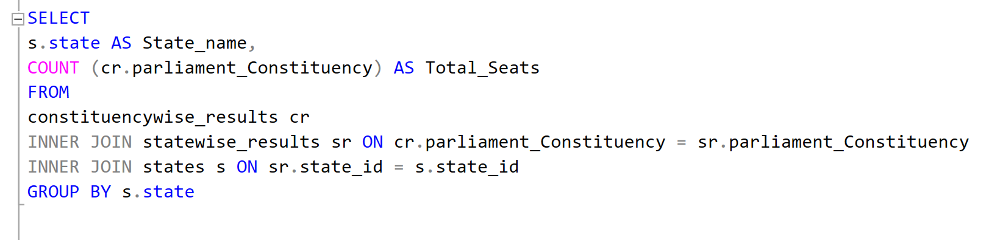 SELECT
s.state AS State_name,
COUNT (cr.parliament_Constituency) AS Total_Seats
FROM
constituencywise_results cr
INNER JOIN statewise_results sr ON cr.parliament_Constituency = sr.parliament_Constituency
INNER JOIN states s ON sr.state_id = s.state_id
GROUP BY s.state